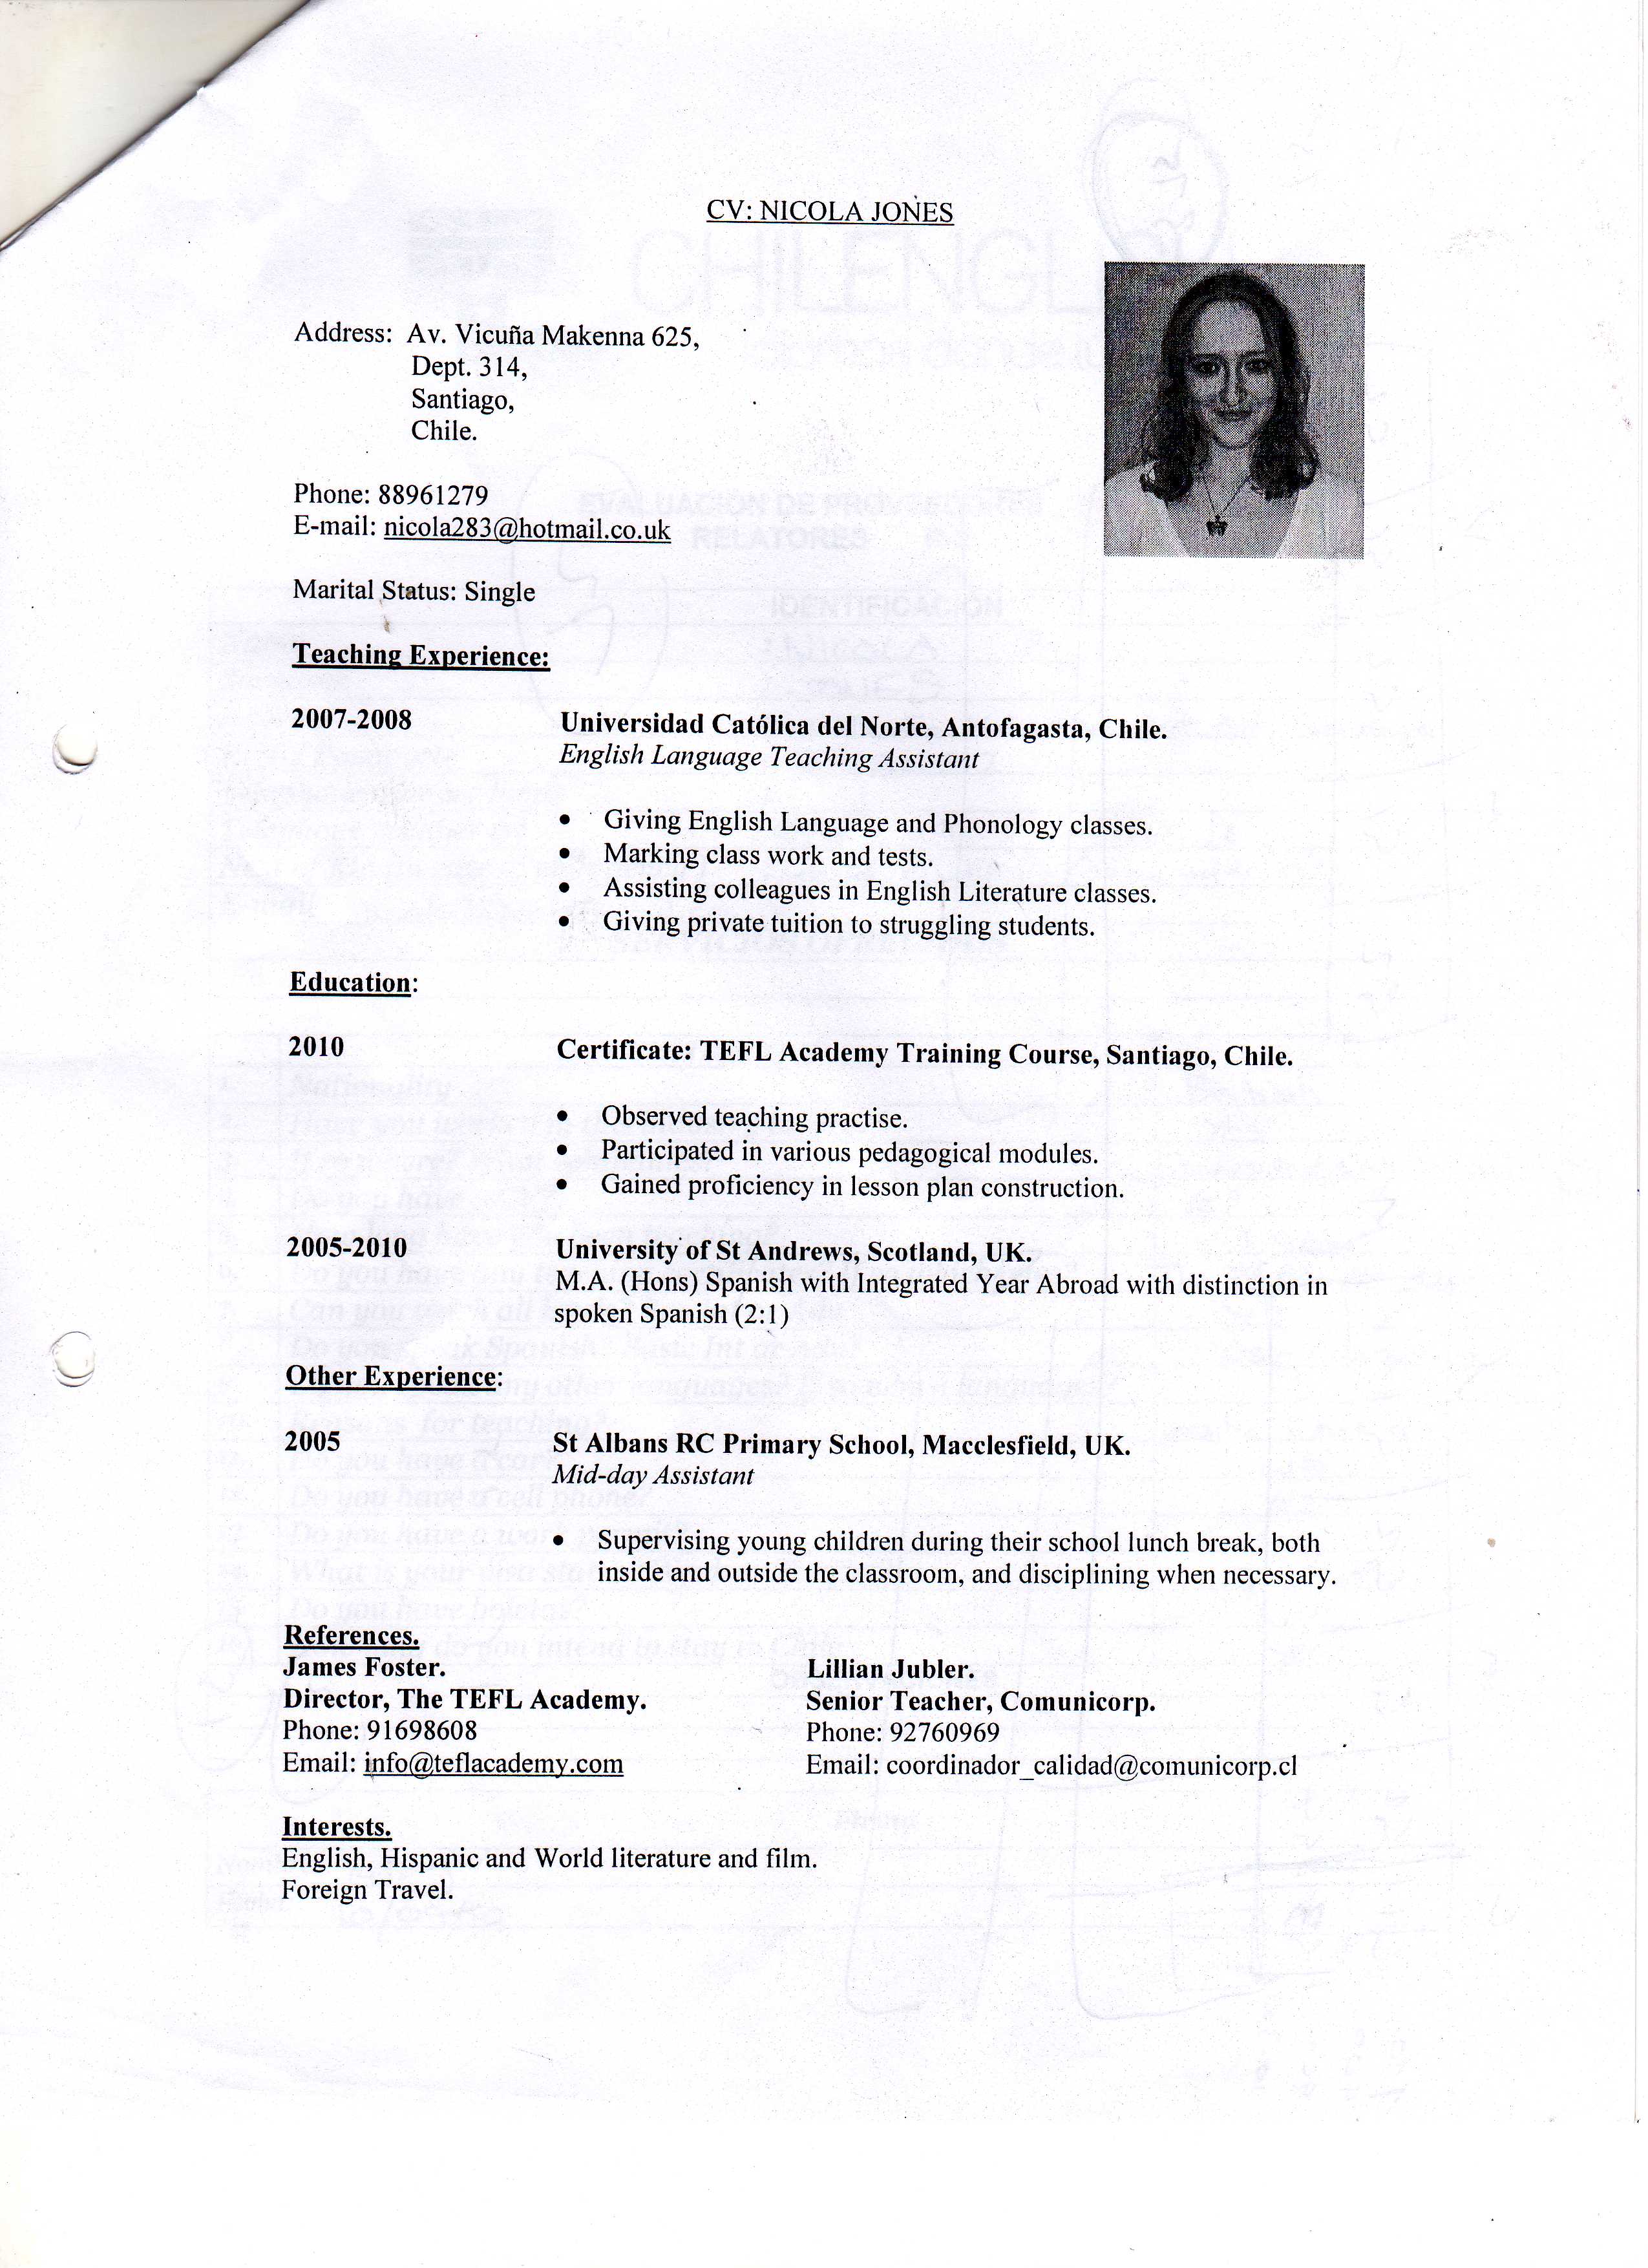 CV: NICOLA JONES
Address: Av. Vicuña Makenna 625,
Dept. 314,
Santiago,
Chile.
Phone: 88961279
E-mail: nicola283@hotmail.co.uk
Marital Status: Single
Teaching Experience:
2007-2008 Universidad Católica del Norte, Antofagasta, Chile.
English Language Teaching Assistant
• Giving English Language and Phonology classes.
• Marking class work and tests.
• Assisting colleagues in English Literature classes.
• Giving private tuition to struggling students.
Education:
2010 Certificate: TEFL Academy Training Course, Santiago, Chile.
• Observed teaching practise.
• Participated in various pedagogical modules.
• Gained proficiency in lesson plan construction.
2005-2010 University of St Andrews, Scotland, UK.
M.A. (Hons) Spanish with Integrated Year Abroad with distinction in
spoken Spanish (2:1)
Other Experience:
2005 St Albans RC Primary School, Macclesfield, UK.
Mid-day Assistant
• Supervising young children during their school lunch break, both
inside and outside the classroom, and disciplining when necessary.
References.
James Foster. Lillian Jubler.
Director, The TEFL Academy. Senior Teacher, Comunicorp.
Phone: 91698608 Phone: 92760969
Email: info@teflacademy.com Email: coordinador_calidad@comunicorp.cl
Interests.
English, Hispanic and World literature and film.
Foreign Travel.